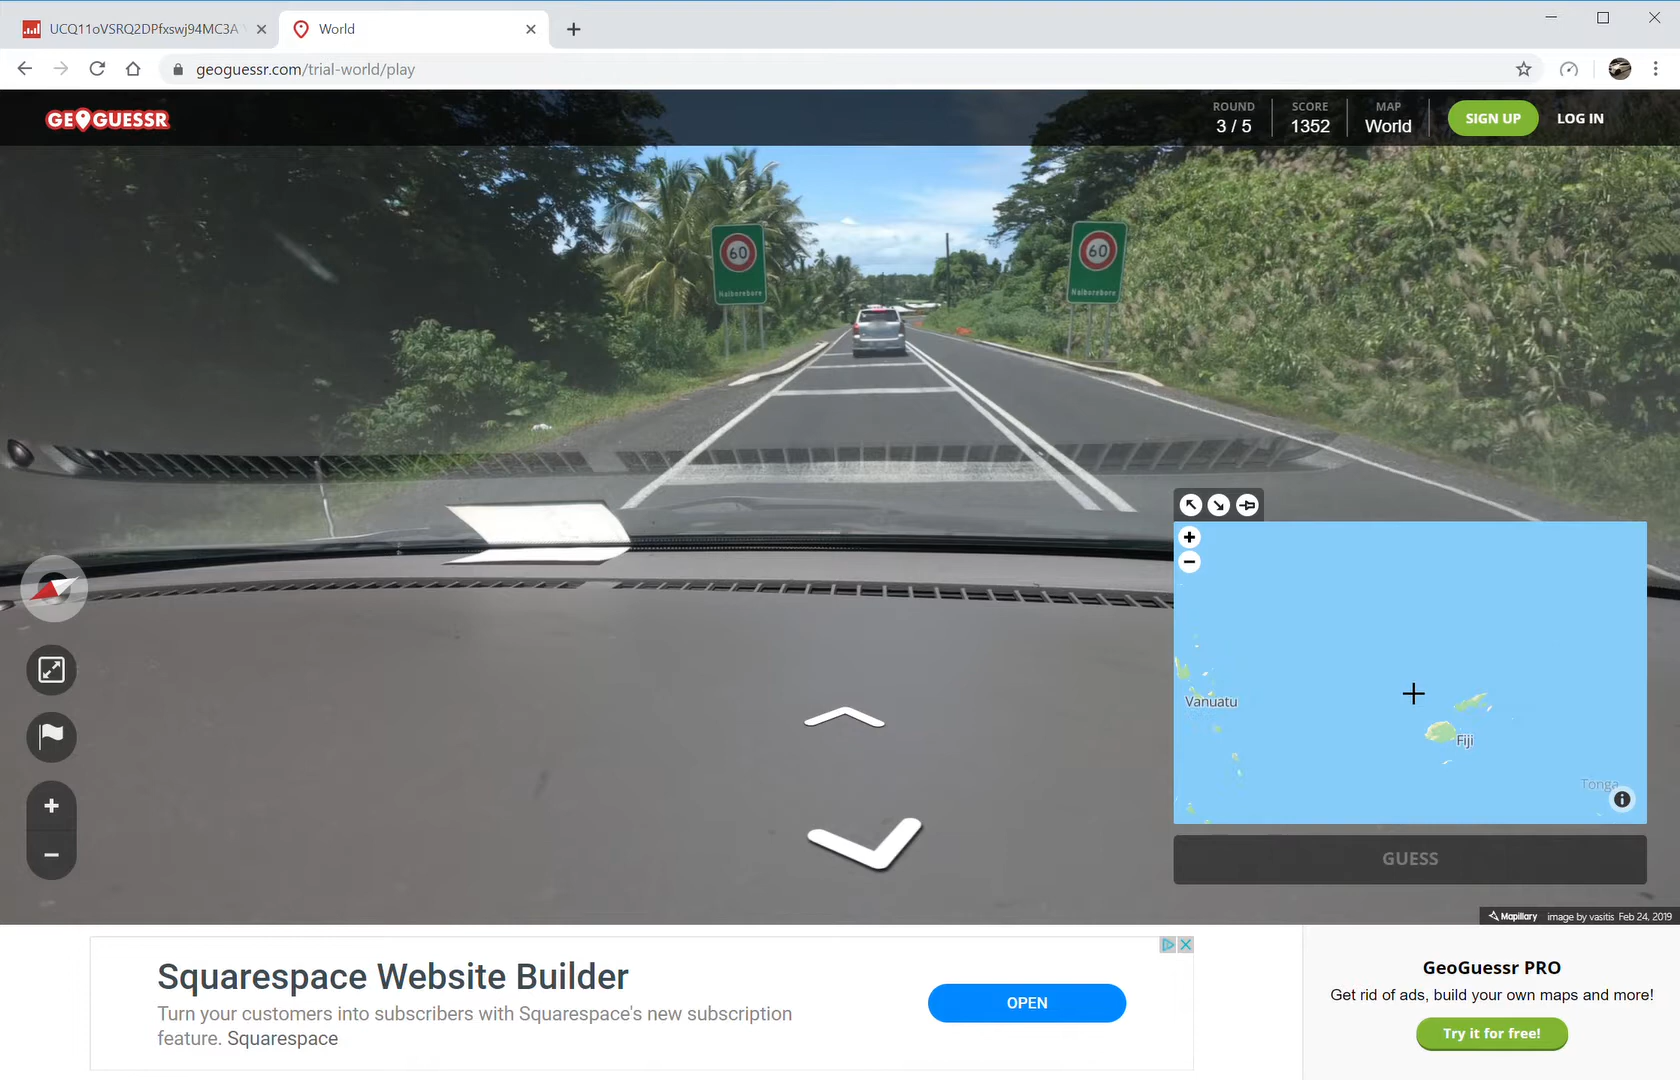 UCQ11oVSRQ2DPfxswj94MC3A
World
geoguessr.com/trial-world/play
GEOGUESSR
ROUND
3 / 5
SCORE
1352
MAP
World
SIGN UP
LOG IN
60
60
Naiborebore
Naiborebore
Vanuatu
Fiji
Tonga
GUESS
Mapillary image by vasitis Feb 24, 2019
Squarespace Website Builder
Turn your customers into subscribers with Squarespace's new subscription
feature. Squarespace
OPEN
GeoGuessr PRO
Get rid of ads, build your own maps and more!
Try it for free!